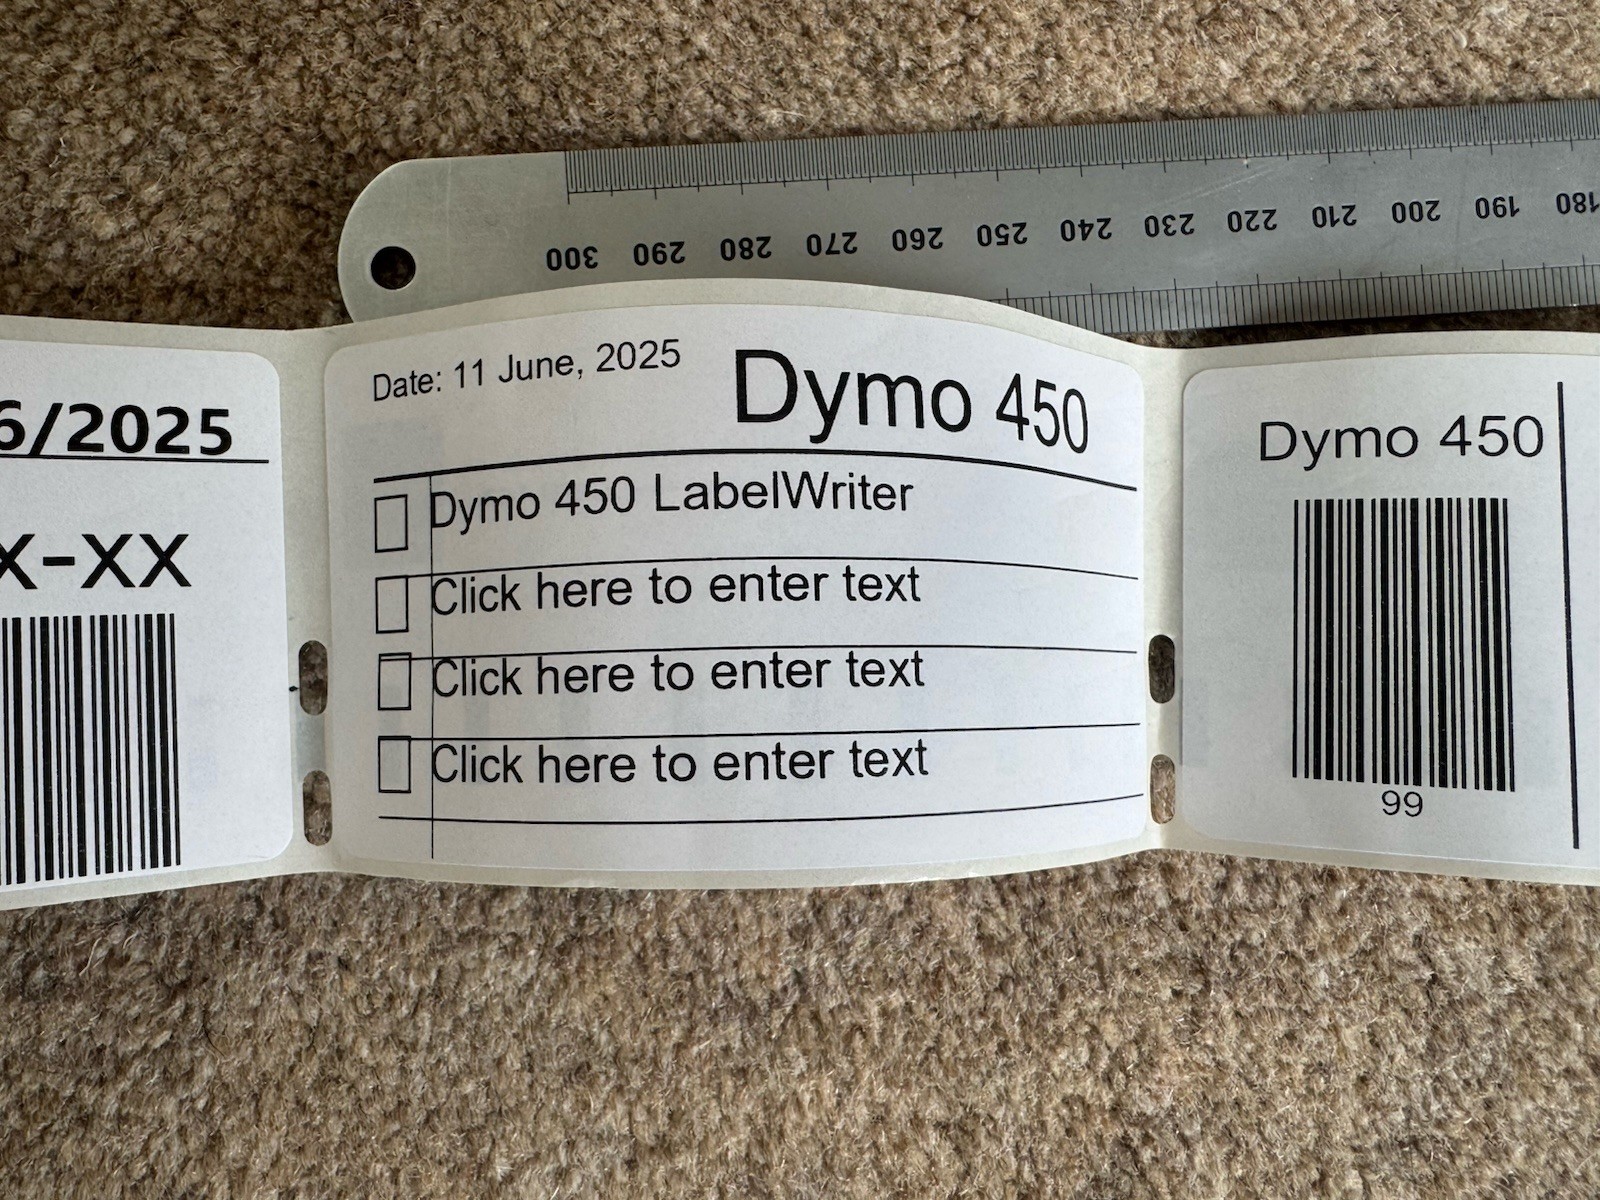 300 290 280 270 260 250 240 230 220 210 200 190 180
6/2025
X-XX
Date: 11 June, 2025
Dymo 450
Dymo 450 LabelWriter
Click here to enter text
Click here to enter text
Click here to enter text
Dymo 450
99